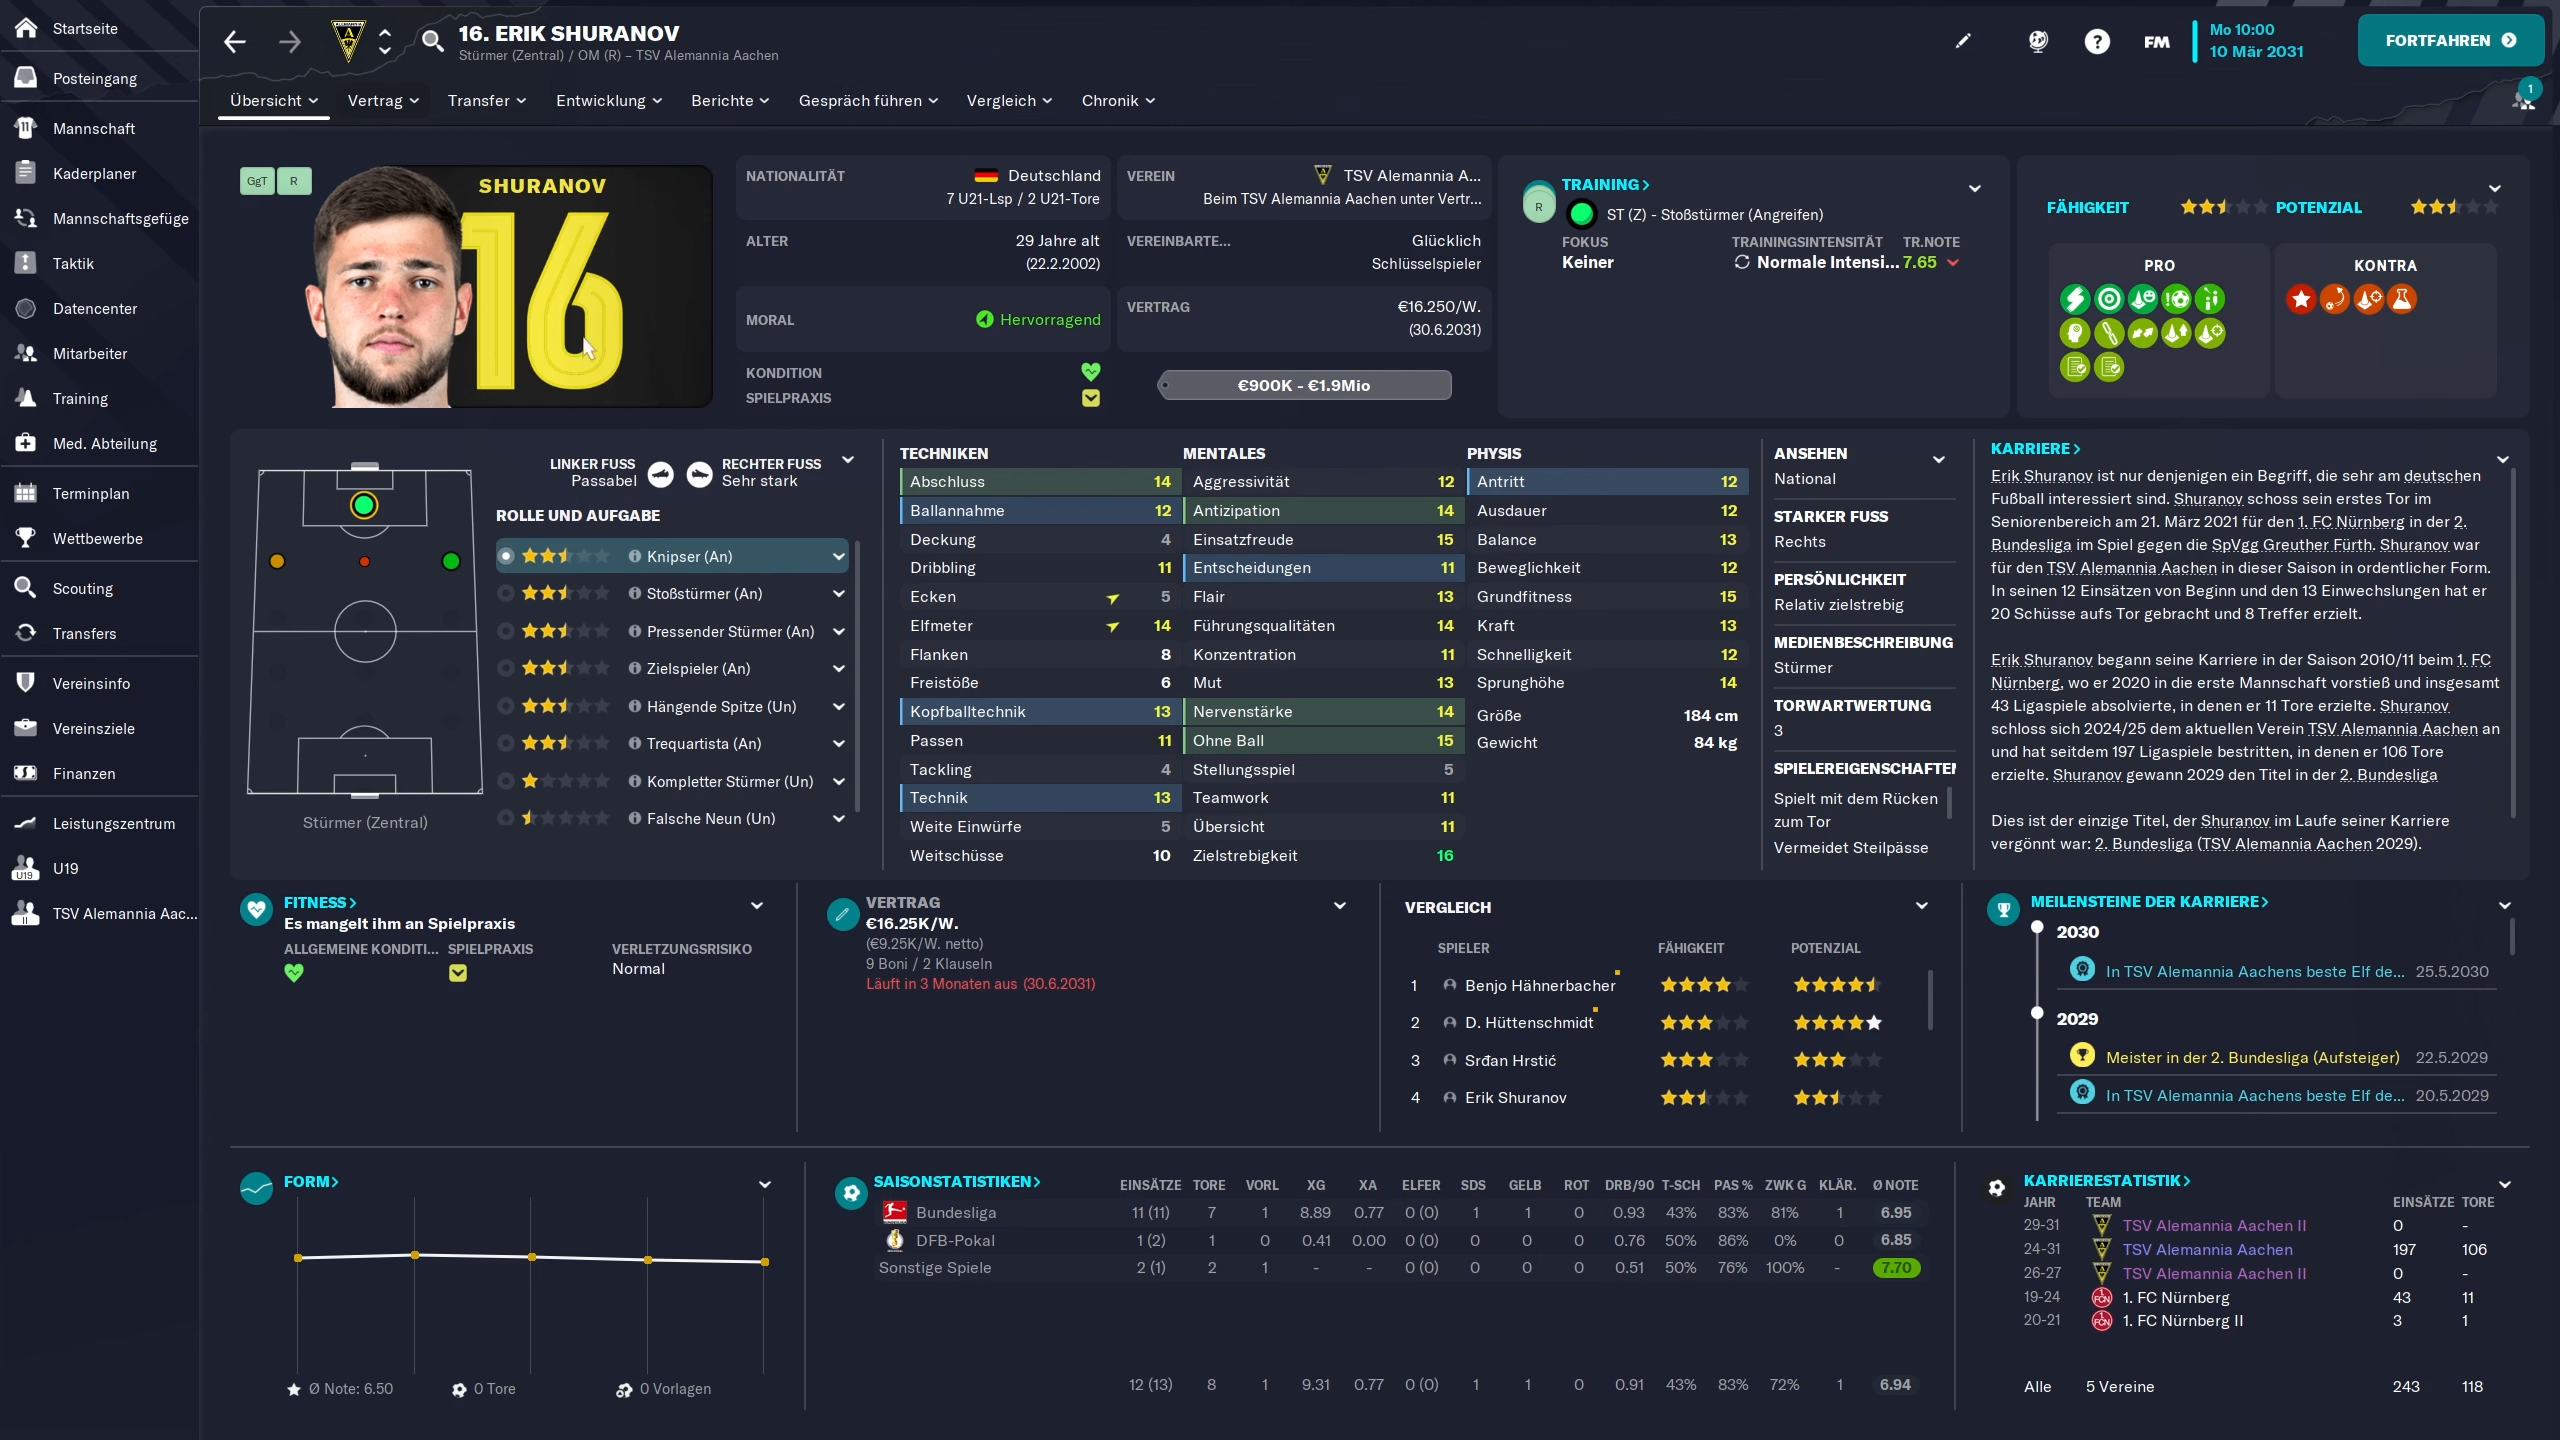 Startseite
Posteingang
Mannschaft
Kaderplaner
Mannschaftsgefüge
Taktik
Datencenter
Mitarbeiter
Training
Med. Abteilung
Terminplan
Wettbewerbe
Scouting
Transfers
Vereinsinfo
Vereinsziele
Finanzen
Leistungszentrum
U19
TSV Alemannia Aac...
16. ERIK SHURANOV
Stürmer (Zentral) / OM (R) – TSV Alemannia Aachen
FM
Mo 10:00
10 Mär 2031
FORTFAHREN
Übersicht
Vertrag
Transfer
Entwicklung
Berichte
Gespräch führen
Vergleich
Chronik
1
GgT
R
SHURANOV
16
NATIONALITÄT
Deutschland
7 U21-Lsp / 2 U21-Tore
ALTER
29 Jahre alt
(22.2.2002)
MORAL
Hervorragend
KONDITION
SPIELPRAXIS
VEREIN
TSV Alemannia A...
Beim TSV Alemannia Aachen unter Vertr...
VEREINBARTE...
Glücklich
Schlüsselspieler
VERTRAG
€16.250/W.
(30.6.2031)
€900K - €1.9Mio
R
TRAINING
ST (Z) - Stoßstürmer (Angreifen)
FOKUS
Keiner
TRAININGSINTENSITÄT
Normale Intensi...
TR.NOTE
7.65
FÄHIGKEIT
POTENZIAL
PRO
KONTRA
LINKER FUSS
Passabel
RECHTER FUSS
Sehr stark
ROLLE UND AUFGABE
Knipser (An)
Stoßstürmer (An)
Pressender Stürmer (An)
Zielspieler (An)
Hängende Spitze (Un)
Trequartista (An)
Kompletter Stürmer (Un)
Falsche Neun (Un)
Stürmer (Zentral)
TECHNIKEN
Abschluss 14
Ballannahme 12
Deckung 4
Dribbling 11
Ecken 5
Elfmeter 14
Flanken 8
Freistöße 6
Kopfballtechnik 13
Passen 11
Tackling 4
Technik 13
Weite Einwürfe 5
Weitschüsse 10
MENTALES
Aggressivität 12
Antizipation 14
Einsatzfreude 15
Entscheidungen 11
Flair 13
Führungsqualitäten 14
Konzentration 11
Mut 13
Nervenstärke 14
Ohne Ball 15
Stellungsspiel 5
Teamwork 11
Übersicht 11
Zielstrebigkeit 16
PHYSIS
Antritt 12
Ausdauer 12
Balance 13
Beweglichkeit 12
Grundfitness 15
Kraft 13
Schnelligkeit 12
Sprunghöhe 14
Größe 184 cm
Gewicht 84 kg
ANSEHEN
National
STARKER FUSS
Rechts
PERSÖNLICHKEIT
Relativ zielstrebig
MEDIENBESCHREIBUNG
Stürmer
TORWARTWERTUNG
3
SPIELEREIGENSCHAFTEN
Spielt mit dem Rücken
zum Tor
Vermeidet Steilpässe
KARRIERE
Erik Shuranov ist nur denjenigen ein Begriff, die sehr am deutschen
Fußball interessiert sind. Shuranov schoss sein erstes Tor im
Seniorenbereich am 21. März 2021 für den 1. FC Nürnberg in der 2.
Bundesliga im Spiel gegen die SpVgg Greuther Fürth. Shuranov war
für den TSV Alemannia Aachen in dieser Saison in ordentlicher Form.
In seinen 12 Einsätzen von Beginn und den 13 Einwechslungen hat er
20 Schüsse aufs Tor gebracht und 8 Treffer erzielt.
Erik Shuranov begann seine Karriere in der Saison 2010/11 beim 1. FC
Nürnberg, wo er 2020 in die erste Mannschaft vorstieß und insgesamt
43 Ligaspiele absolvierte, in denen er 11 Tore erzielte. Shuranov
schloss sich 2024/25 dem aktuellen Verein TSV Alemannia Aachen an
und hat seitdem 197 Ligaspiele bestritten, in denen er 106 Tore
erzielte. Shuranov gewann 2029 den Titel in der 2. Bundesliga
Dies ist der einzige Titel, der Shuranov im Laufe seiner Karriere
vergönnt war: 2. Bundesliga (TSV Alemannia Aachen 2029).
FITNESS
Es mangelt ihm an Spielpraxis
ALLGEMEINE KONDITI...
SPIELPRAXIS
VERLETZUNGSRISIKO
Normal
VERTRAG
€16.25K/W.
(€9.25K/W. netto)
9 Boni / 2 Klauseln
Läuft in 3 Monaten aus (30.6.2031)
VERGLEICH
SPIELER FÄHIGKEIT POTENZIAL
1 Benjo Hähnerbacher
2 D. Hüttenschmidt
3 Srđan Hrstić
4 Erik Shuranov
MEILENSTEINE DER KARRIERE
2030
In TSV Alemannia Aachens beste Elf de... 25.5.2030
2029
Meister in der 2. Bundesliga (Aufsteiger) 22.5.2029
In TSV Alemannia Aachens beste Elf de... 20.5.2029
FORM
Ø Note: 6.50
0 Tore
0 Vorlagen
SAISONSTATISTIKEN EINSÄTZE TORE VORL XG XA ELFER SDS GELB ROT DRB/90 T-SCH PAS % ZWK G KLÄR. Ø NOTE
Bundesliga 11 (11) 7 1 8.89 0.77 0 (0) 1 1 0 0.93 43% 83% 81% 1 6.95
DFB-Pokal 1 (2) 1 0 0.41 0.00 0 (0) 0 0 0 0.76 50% 86% 0% 0 6.85
Sonstige Spiele 2 (1) 2 1 - - 0 (0) 0 0 0 0.51 50% 76% 100% - 7.70
12 (13) 8 1 9.31 0.77 0 (0) 1 1 0 0.91 43% 83% 72% 1 6.94
KARRIERESTATISTIK
JAHR TEAM EINSÄTZE TORE
29-31 TSV Alemannia Aachen II 0 -
24-31 TSV Alemannia Aachen 197 106
26-27 TSV Alemannia Aachen II 0 -
19-24 1. FC Nürnberg 43 11
20-21 1. FC Nürnberg II 3 1
Alle 5 Vereine 243 118